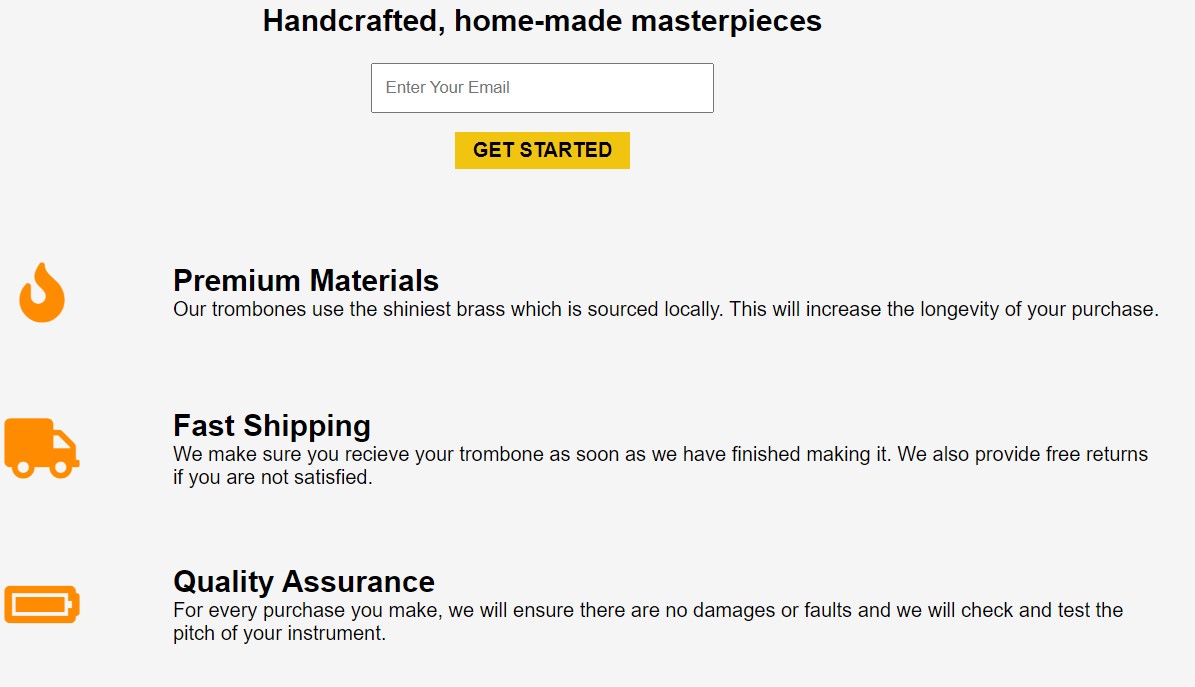 Handcrafted, home-made masterpieces
Enter Your Email
GET STARTED
Premium Materials
Our trombones use the shiniest brass which is sourced locally. This will increase the longevity of your purchase.
Fast Shipping
We make sure you recieve your trombone as soon as we have finished making it. We also provide free returns
if you are not satisfied.
Quality Assurance
For every purchase you make, we will ensure there are no damages or faults and we will check and test the
pitch of your instrument.